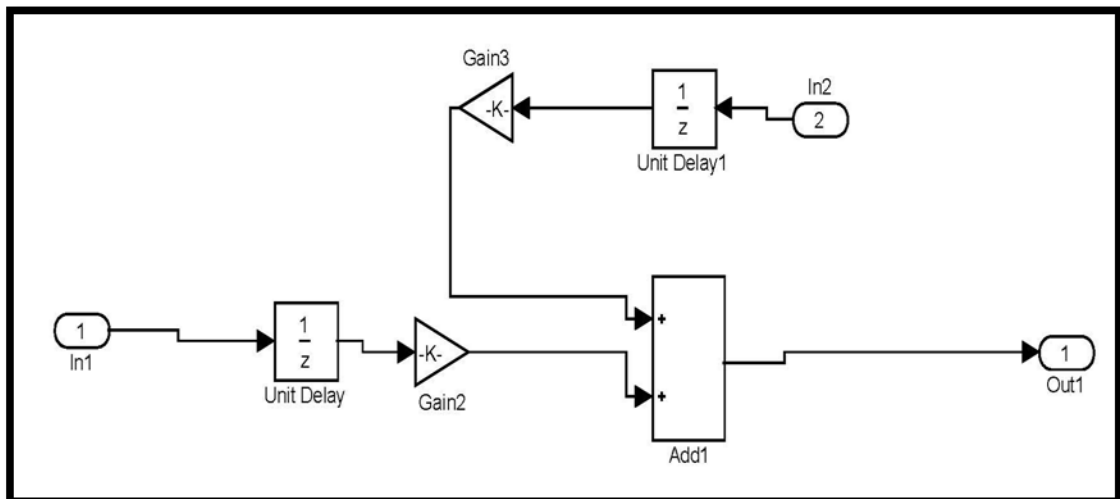 Gain3
-K-
1
z
Unit Delay1
In2
2
1
In1
1
z
Unit Delay
-K-
Gain2
+
+
Add1
1
Out1